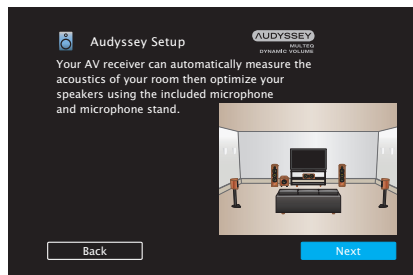 Audyssey Setup
AUDYSSEY
MULTEQ
DYNAMIC VOLUME
Your AV receiver can automatically measure the
acoustics of your room then optimize your
speakers using the included microphone
and microphone stand.
Back
Next